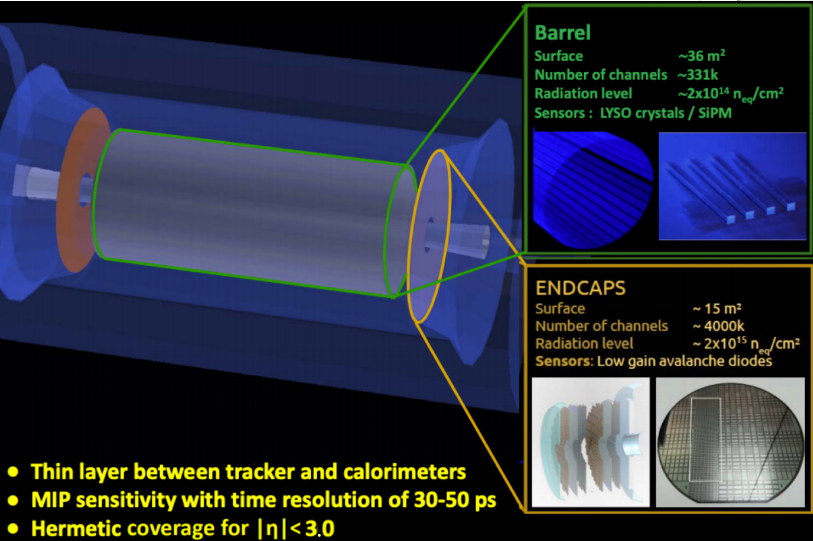 Barrel
Surface ~36 m²
Number of channels ~331k
Radiation level ~2x10¹⁴ n_eq/cm²
Sensors : LYSO crystals / SiPM
ENDCAPS
Surface ~ 15 m²
Number of channels ~ 4000k
Radiation level ~ 2x10¹⁵ n_eq/cm²
Sensors: Low gain avalanche diodes
● Thin layer between tracker and calorimeters
● MIP sensitivity with time resolution of 30-50 ps
● Hermetic coverage for |η|< 3.0